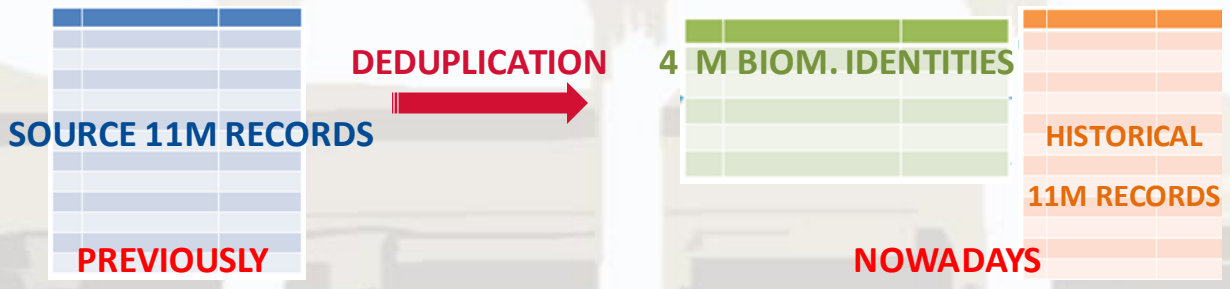 DEDUPLICATION
4 M BIOM. IDENTITIES
SOURCE 11M RECORDS
HISTORICAL
11M RECORDS
PREVIOUSLY
NOWADAYS